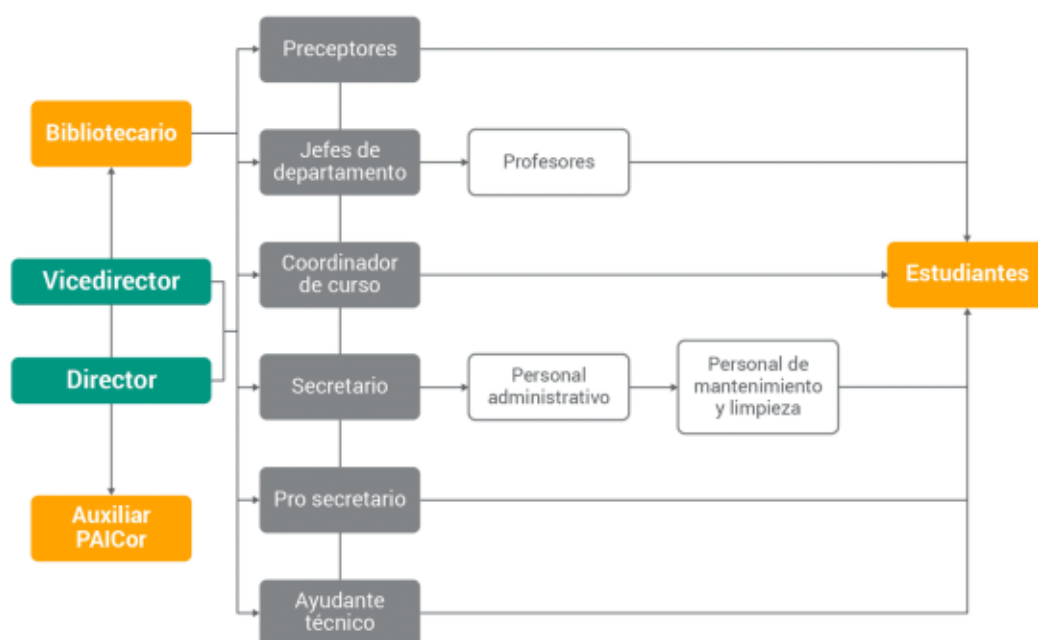 Preceptores
Bibliotecario
Jefes de
departamento
Profesores
Vicedirector
Coordinador
de curso
Estudiantes
Director
Secretario
Personal
administrativo
Personal de
mantenimiento
y limpieza
Auxiliar
PAICor
Pro secretario
Ayudante
técnico